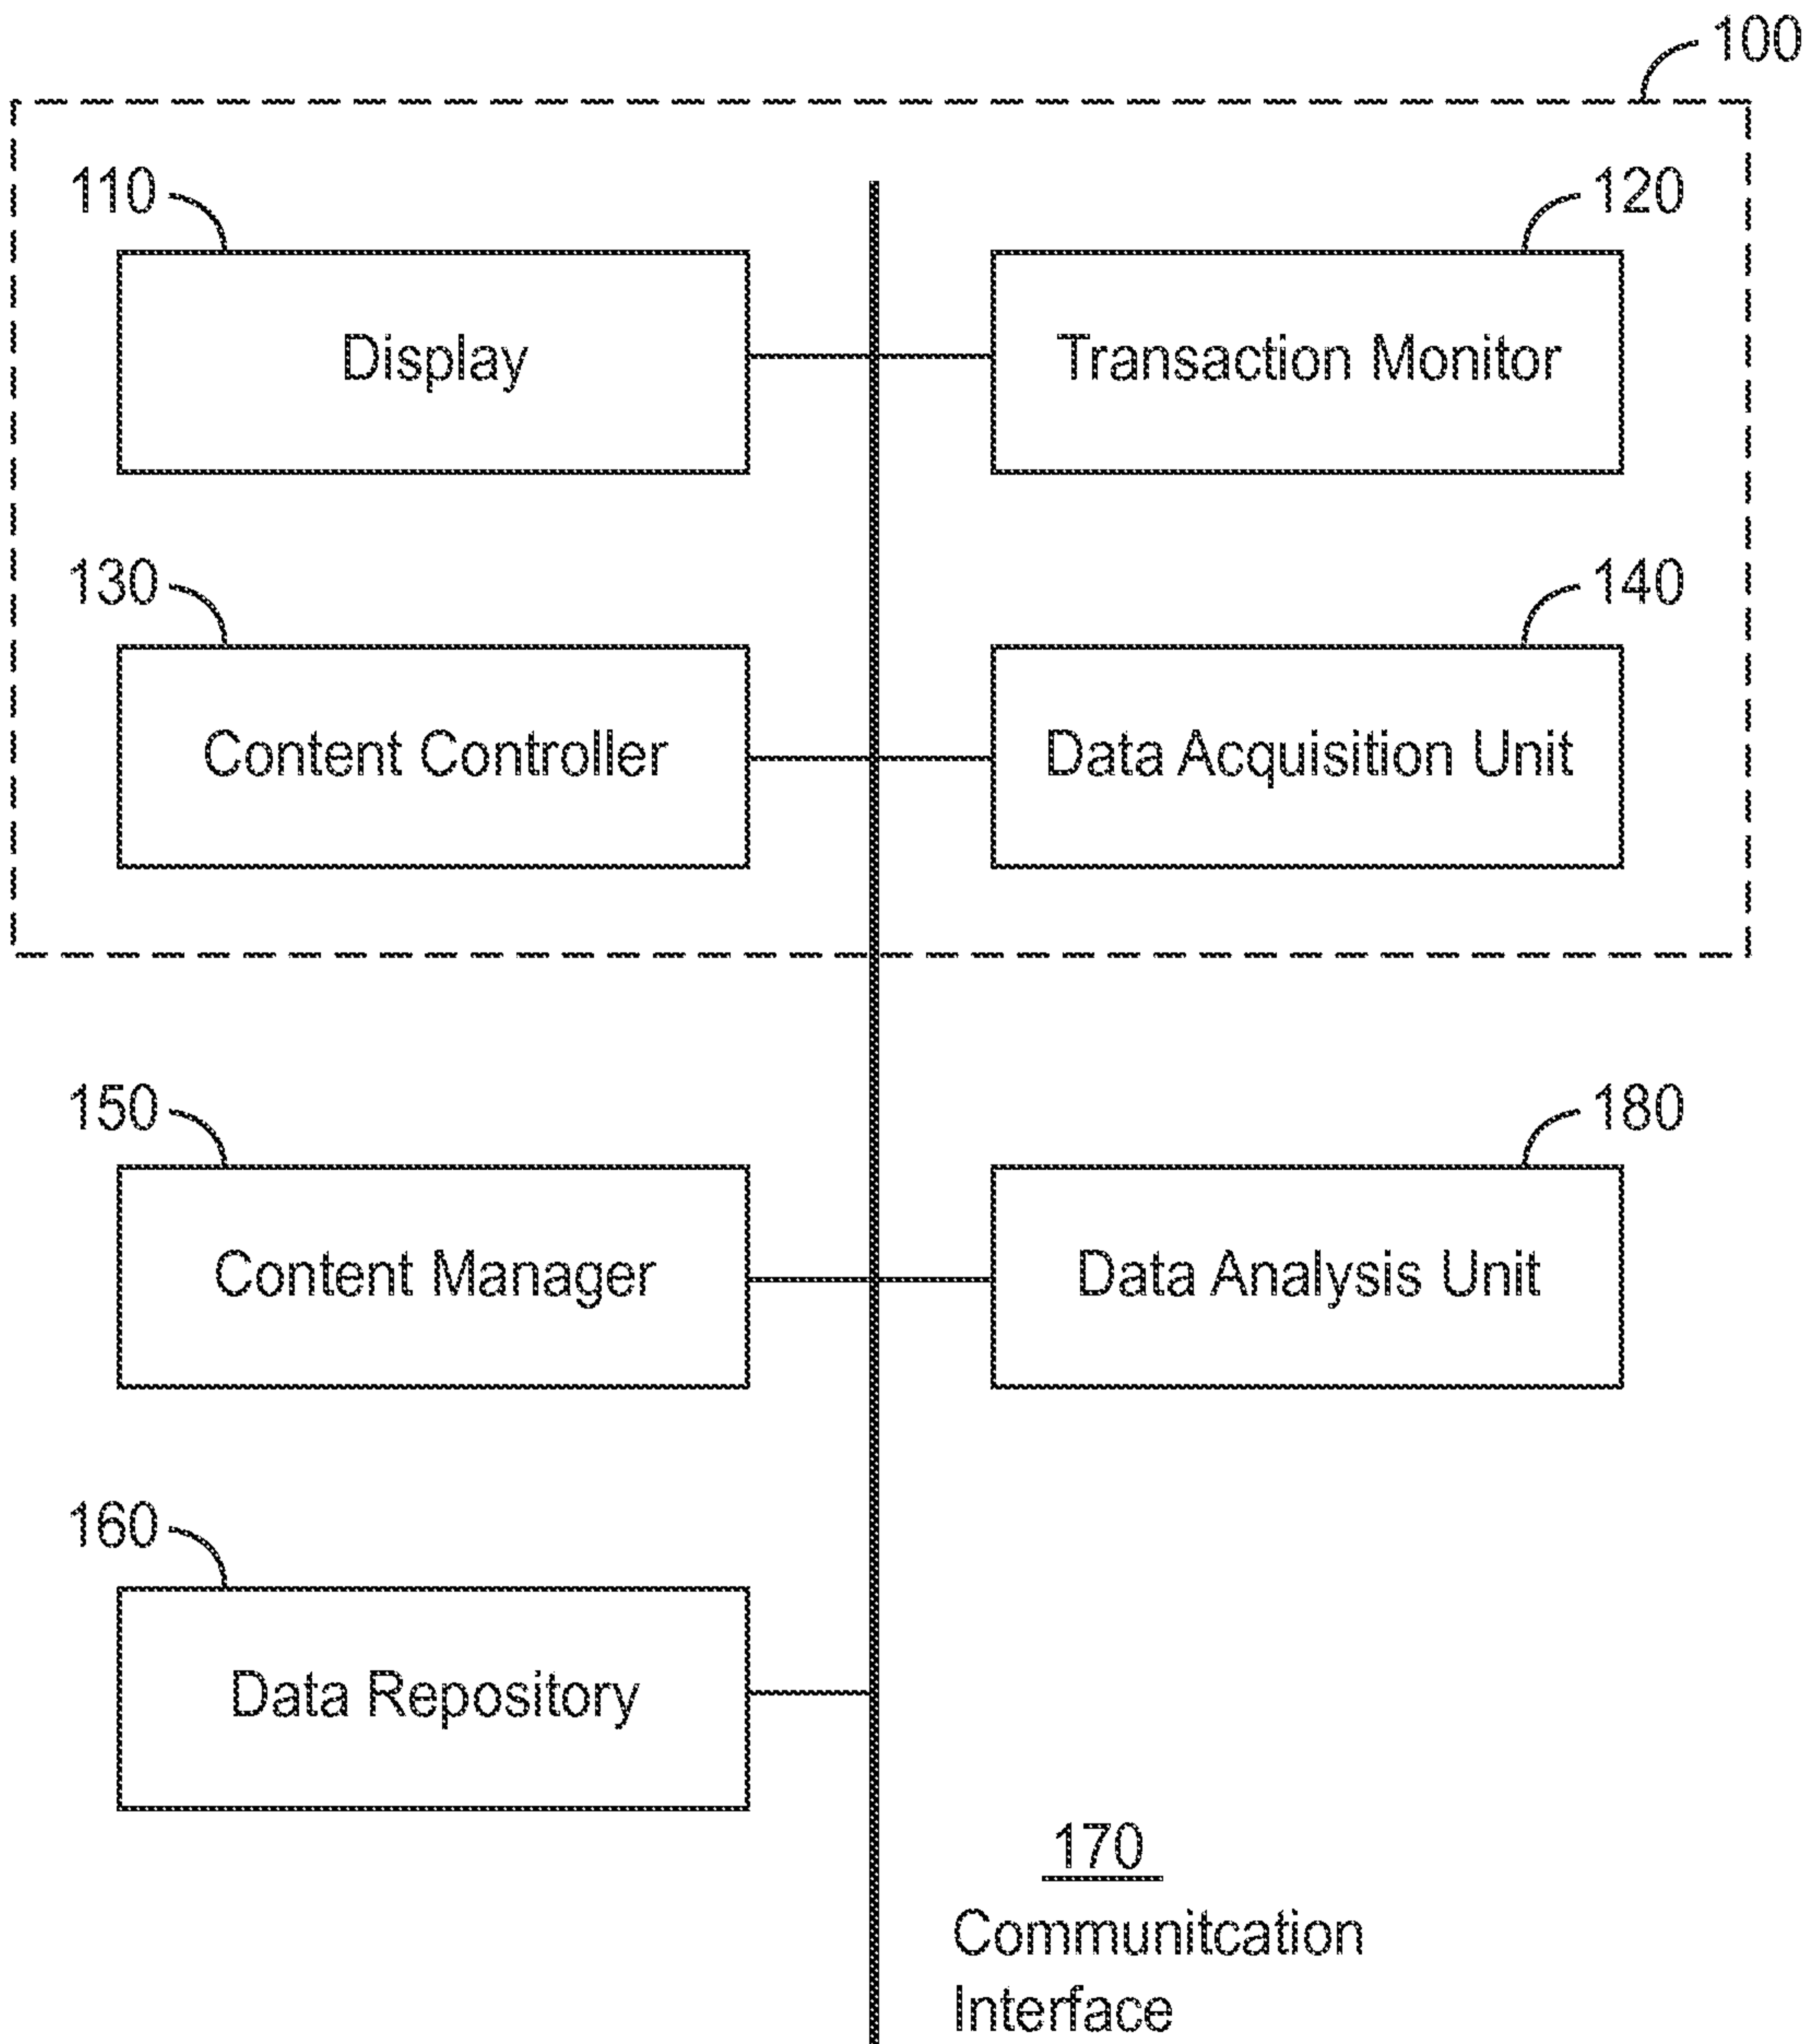 100
110
120
Display
Transaction Monitor
130
140
Content Controller
Data Acquisition Unit
150
180
Content Manager
Data Analysis Unit
160
Data Repository
170
Communitcation
Interface